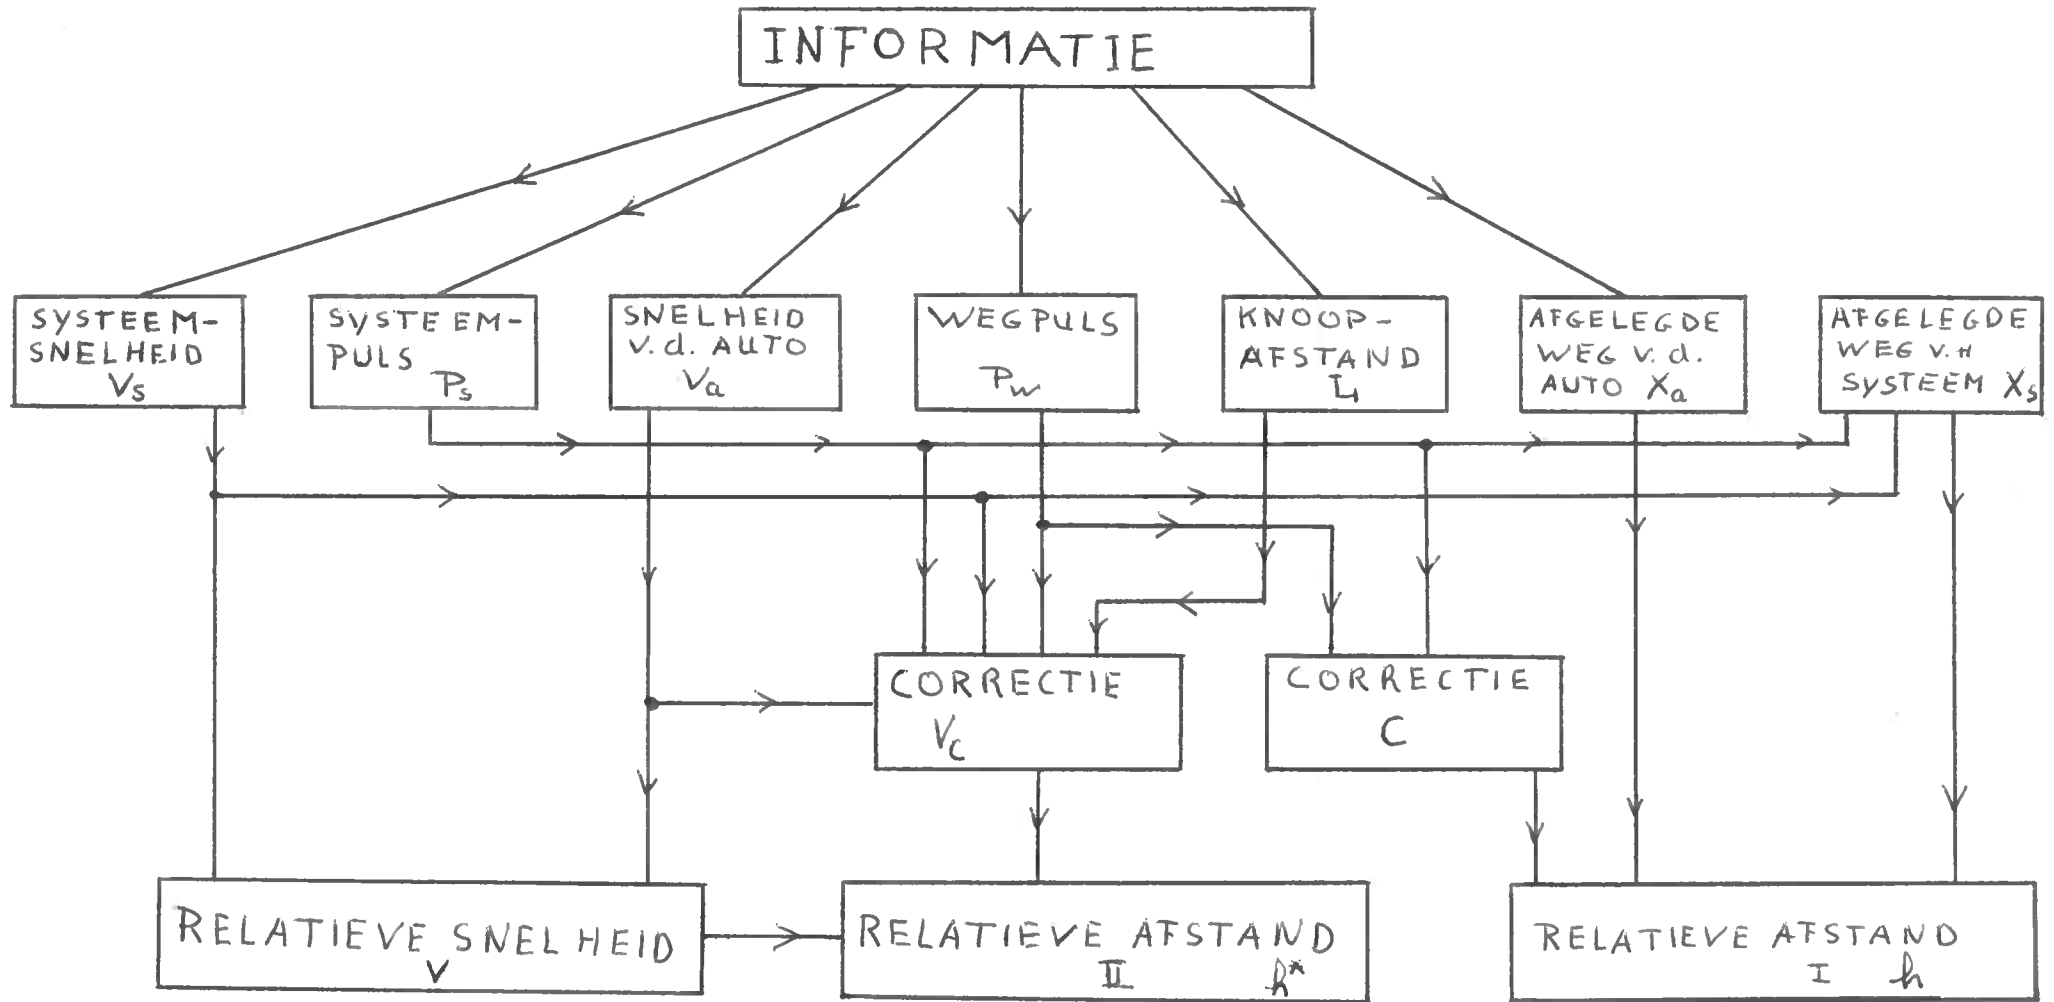 INFORMATIE
SYSTEEM-
SNELHEID
Vs
SYSTEEM-
PULS Ps
SNELHEID
v.d. AUTO
Va
WEGPULS
Pw
KNOOP-
AFSTAND
L
AFGELEGDE
WEG v.d.
AUTO Xa
AFGELEGDE
WEG v.H
SYSTEEM Xs
CORRECTIE
Vc
CORRECTIE
C
RELATIEVE SNELHEID
V
RELATIEVE AFSTAND
II h*
RELATIEVE AFSTAND
I h